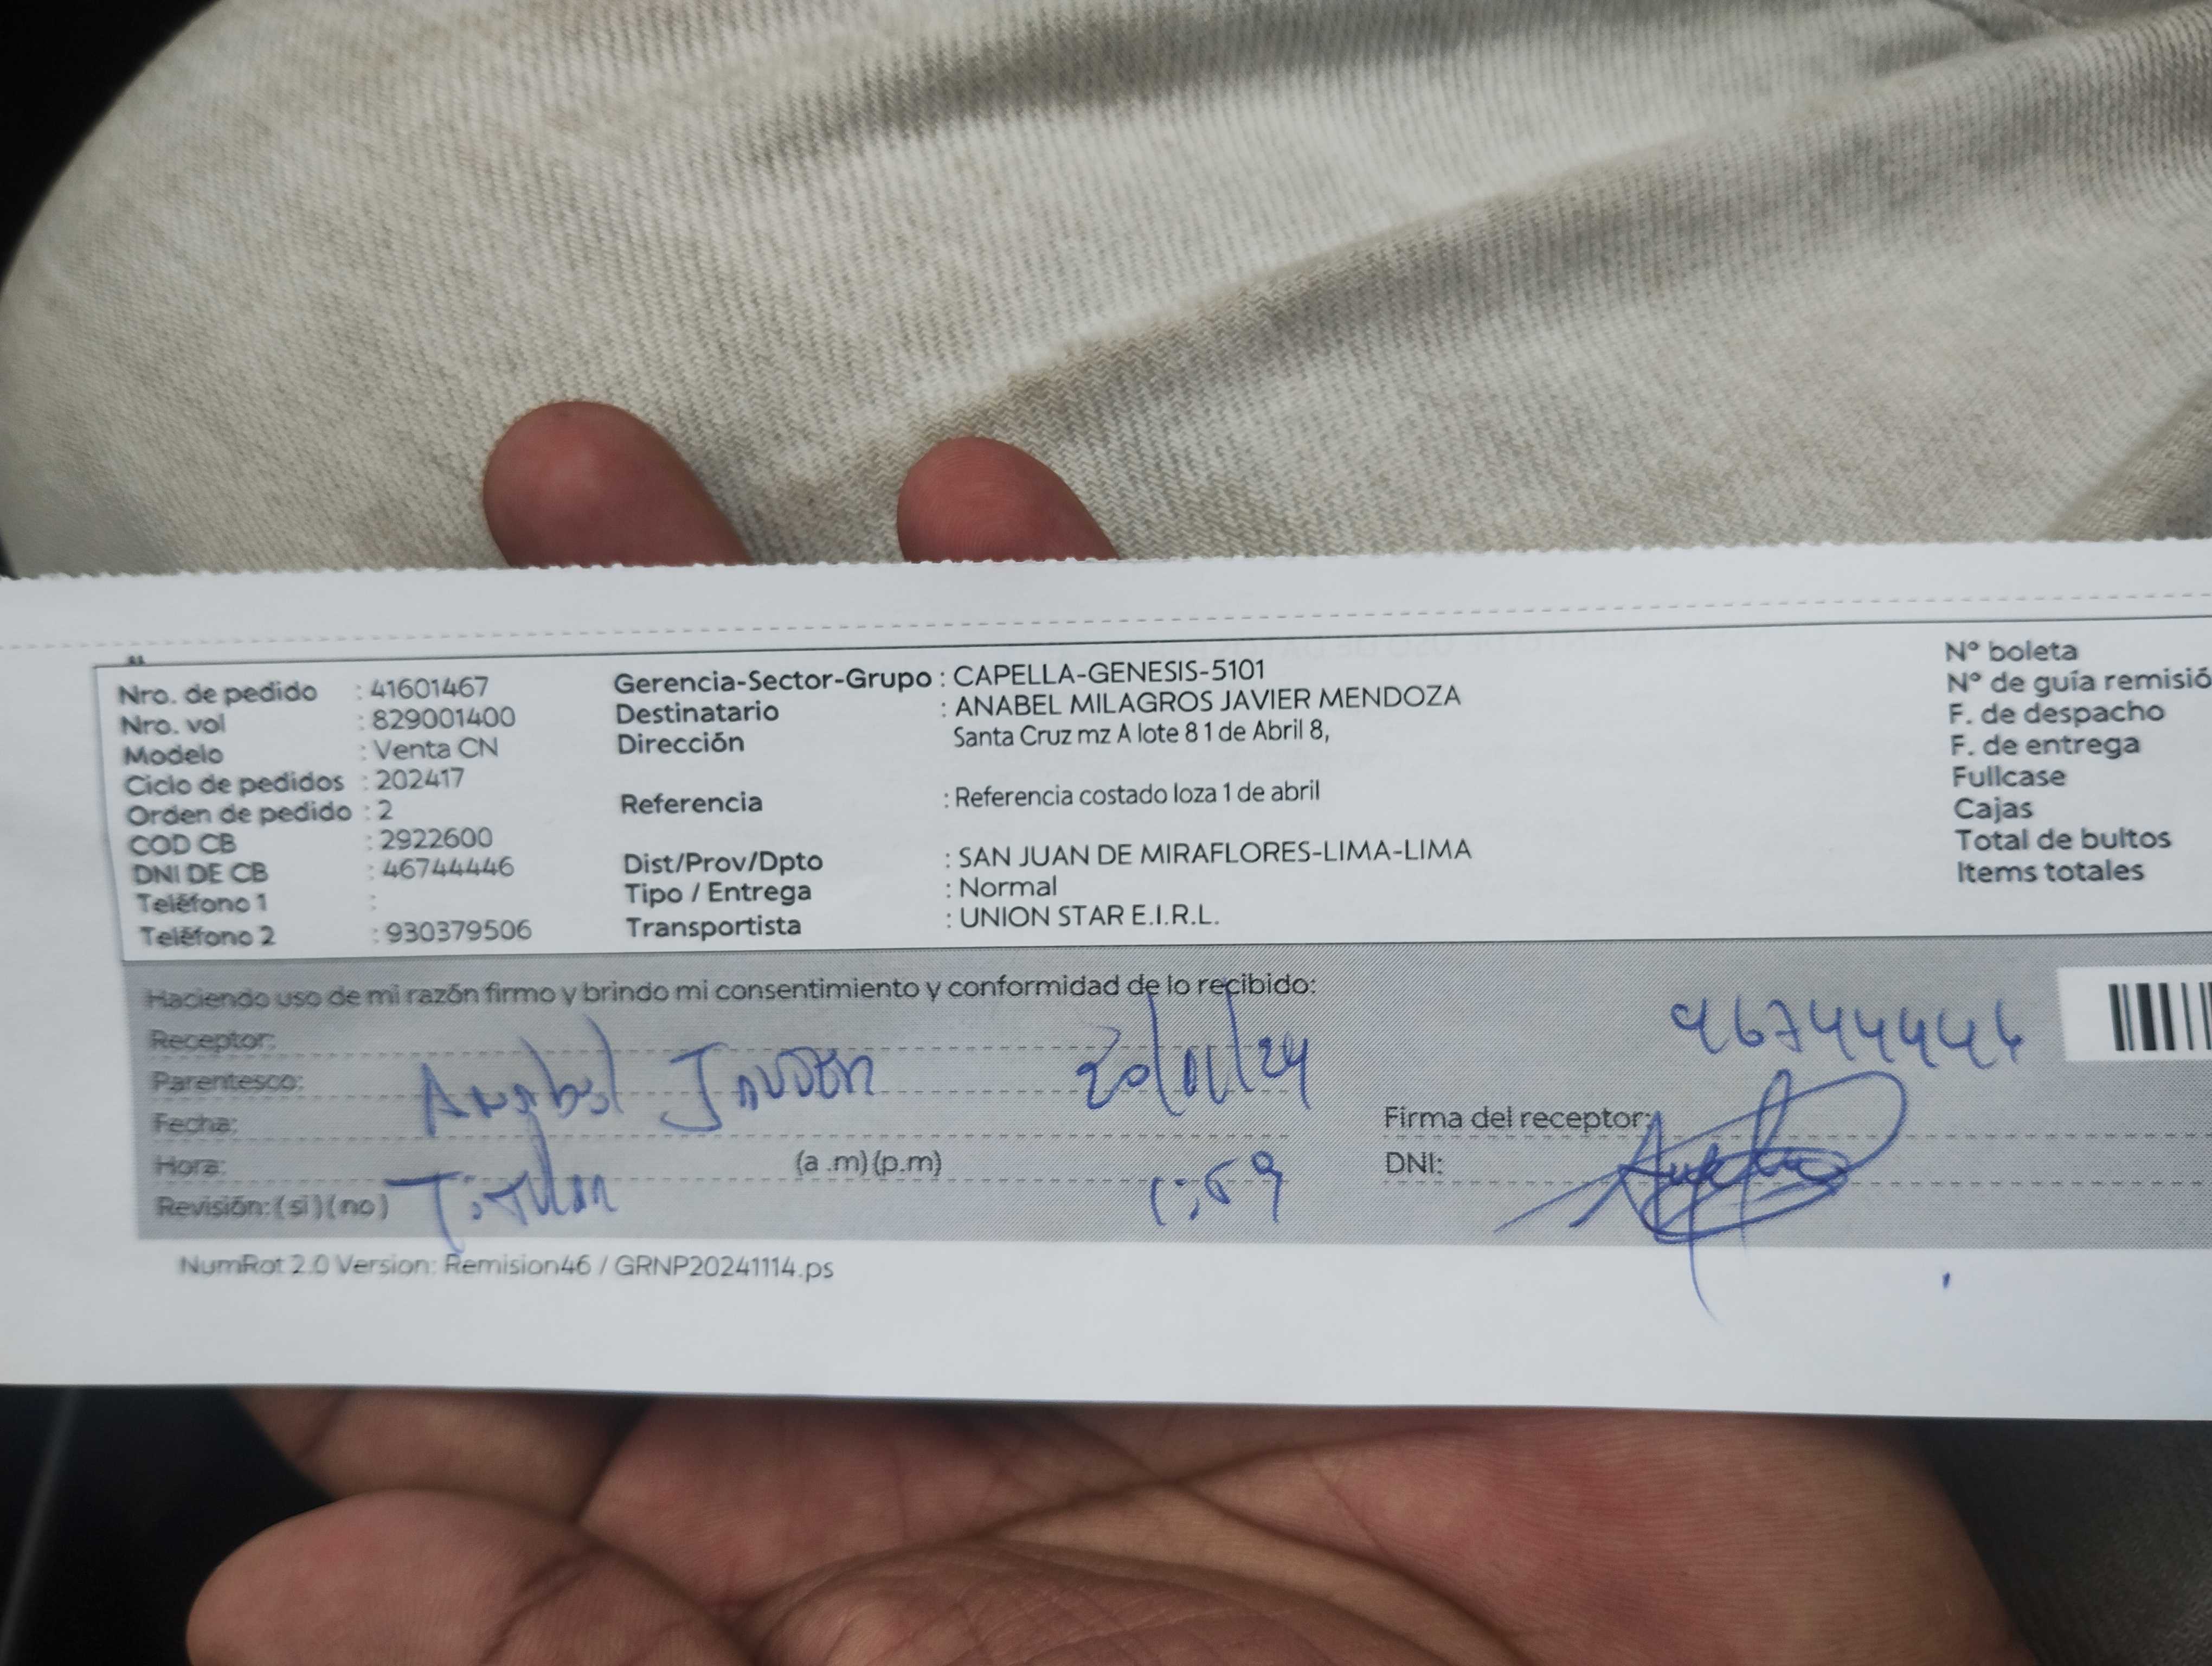 Nro. de pedido : 41601467
Nro. vol : 829001400
Modelo : Venta CN
Ciclo de pedidos : 202417
Orden de pedido : 2
COD CB : 2922600
DNI DE CB : 46744446
Teléfono 1 :
Teléfono 2 : 930379506
Gerencia-Sector-Grupo : CAPELLA-GENESIS-5101
Destinatario : ANABEL MILAGROS JAVIER MENDOZA
Dirección Santa Cruz mz A lote 8 1 de Abril 8,
Referencia : Referencia costado loza 1 de abril
Dist/Prov/Dpto : SAN JUAN DE MIRAFLORES-LIMA-LIMA
Tipo / Entrega : Normal
Transportista : UNION STAR E.I.R.L.
N° boleta
N° de guía remisió
F. de despacho
F. de entrega
Fullcase
Cajas
Total de bultos
Items totales
Haciendo uso de mi razón firmo y brindo mi consentimiento y conformidad de lo recibido:
Receptor:
Parentesco:
Fecha:
Hora: (a .m) (p.m)
Revisión: ( si ) ( no )
Anabel 20/11/24
Titular 1:59
46744446
Firma del receptor:
DNI:
NumRot 2.0 Version: Remision46 / GRNP20241114.ps